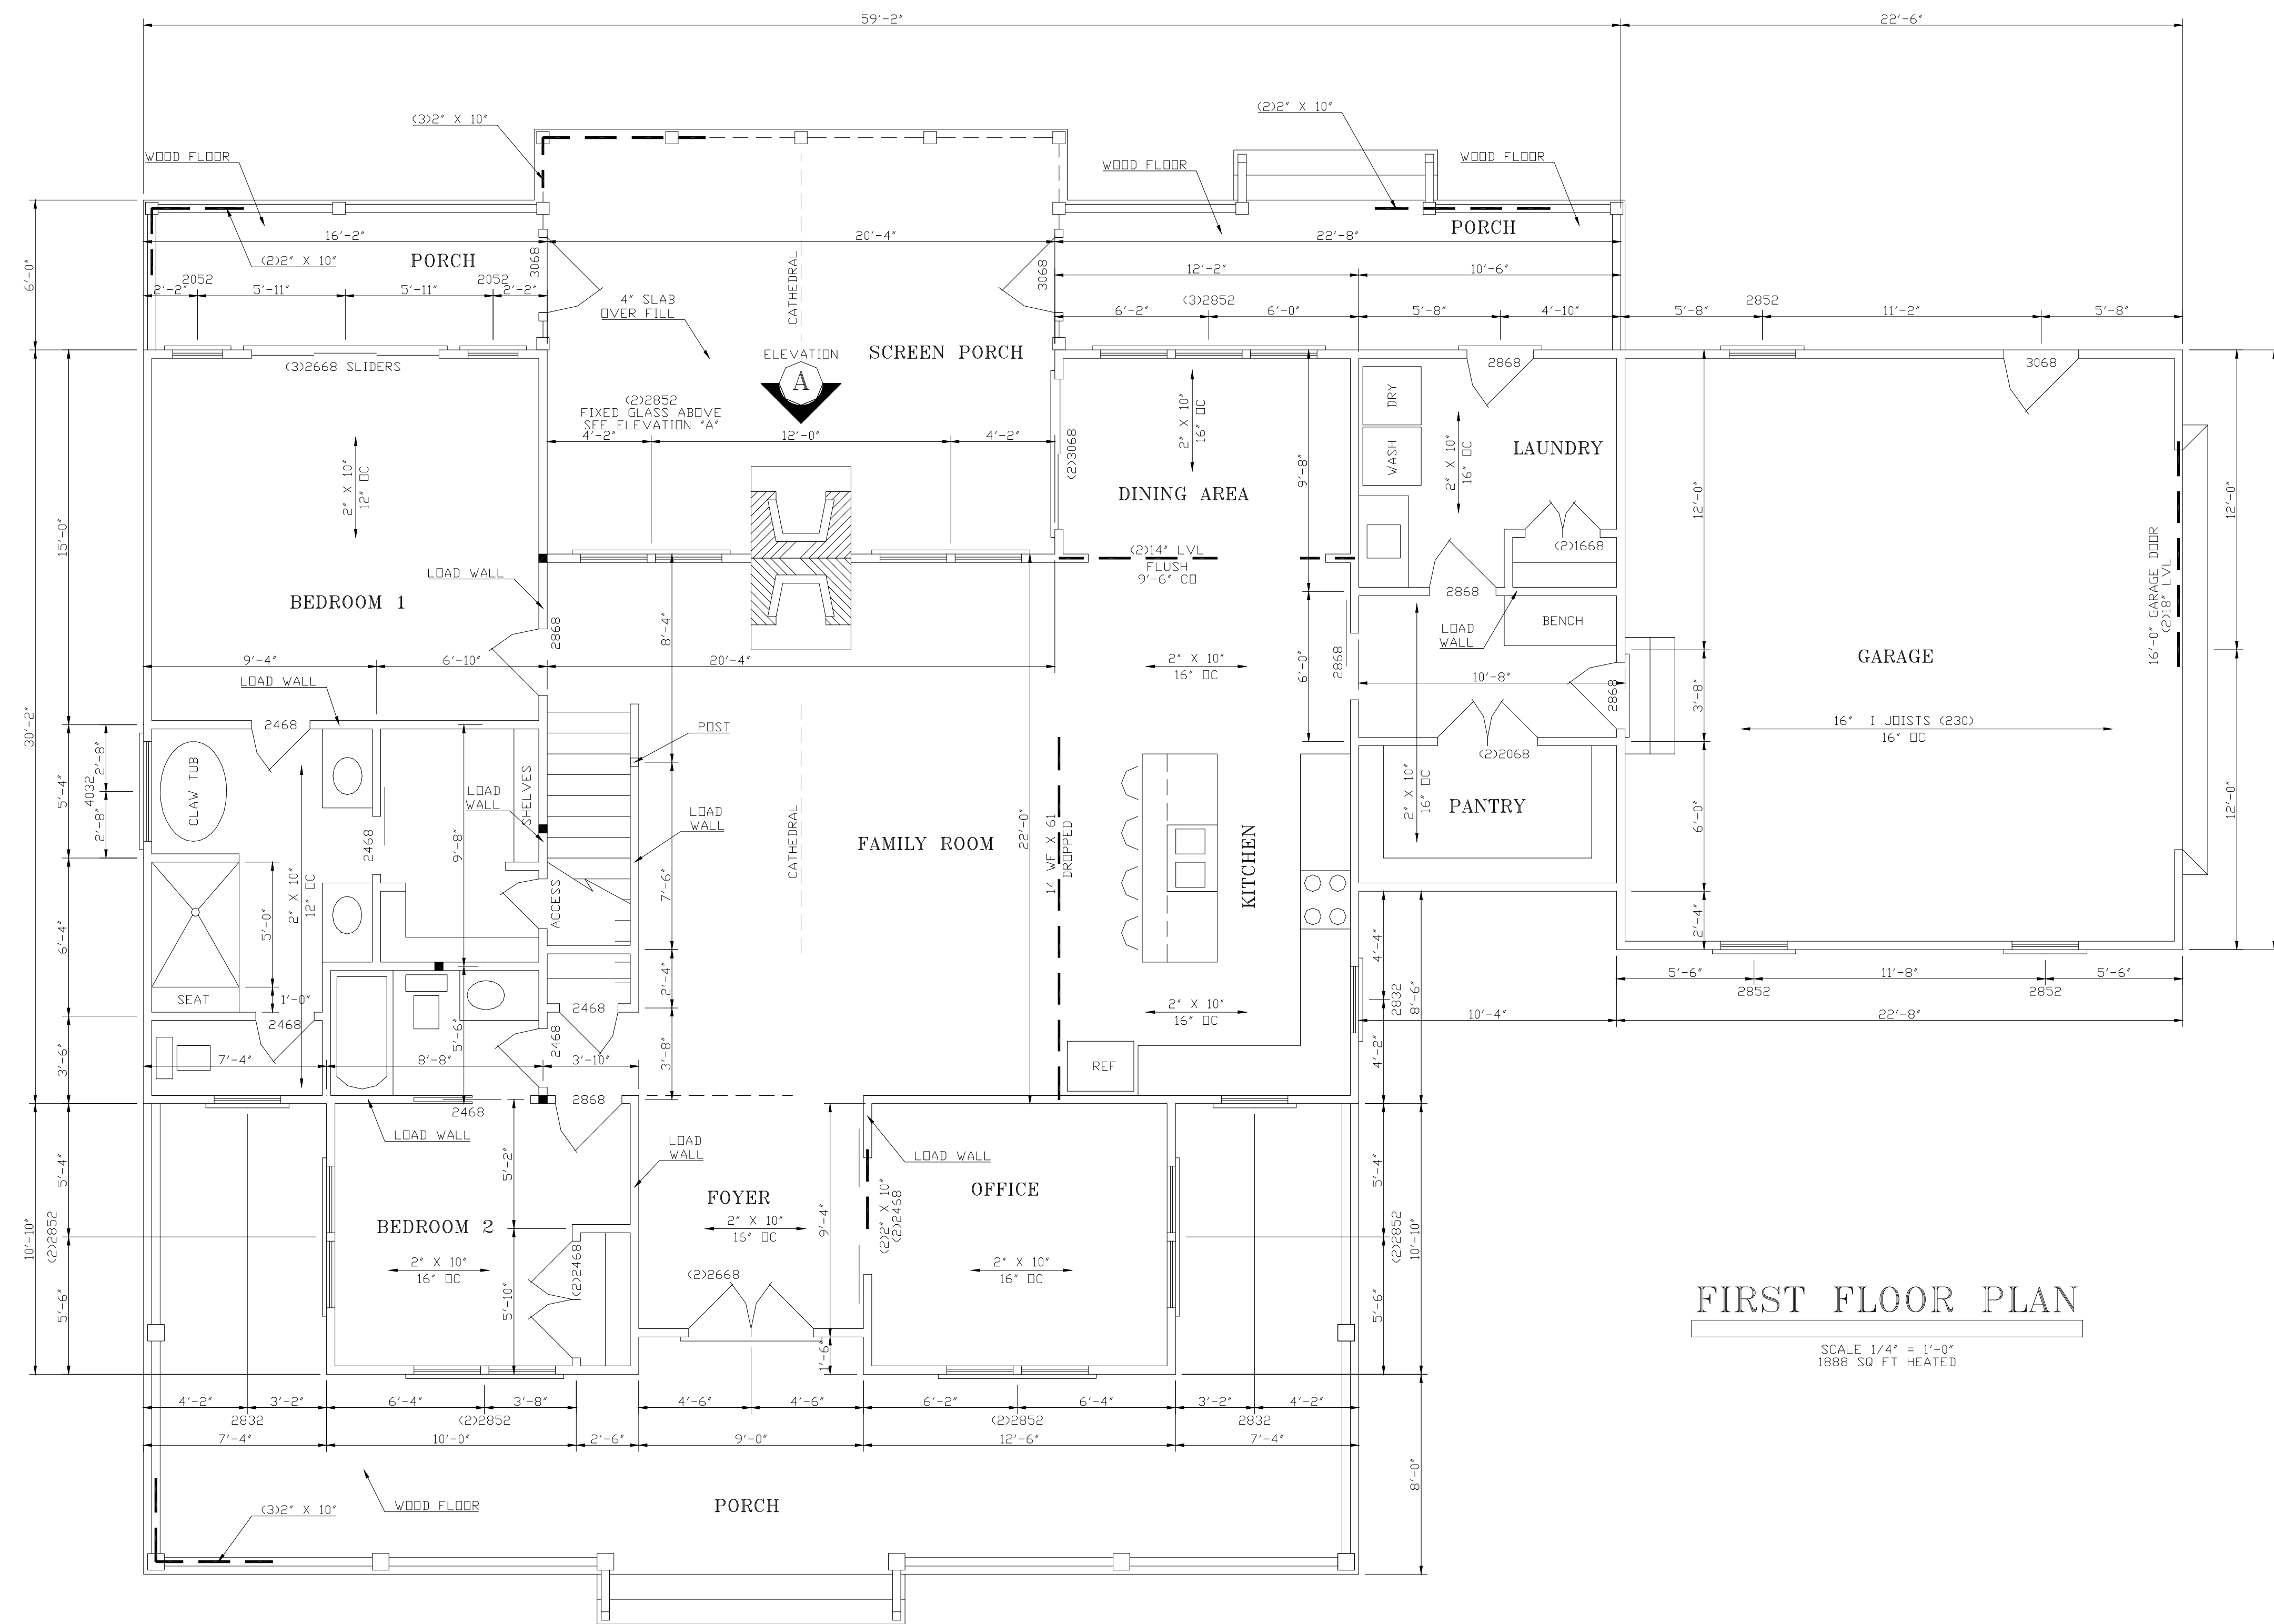 59'-2"
22'-6"
(3)2" X 10"
(2)2" X 10"
WOOD FLOOR
WOOD FLOOR
WOOD FLOOR
PORCH
16'-2"
20'-4"
22'-8"
6'-0"
(2)2" X 10"
PORCH
3068
CATHEDRAL
3068
12'-2"
10'-6"
2052
2052
2'-2"
5'-11"
5'-11"
2'-2"
4" SLAB
OVER FILL
(3)2852
6'-2"
6'-0"
5'-8"
4'-10"
2852
5'-8"
11'-2"
5'-8"
(3)2668 SLIDERS
ELEVATION
A
SCREEN PORCH
2868
3068
(2)2852
FIXED GLASS ABOVE
SEE ELEVATION "A"
4'-2"
12'-0"
4'-2"
2" X 10"
16" OC
DRY
WASH
LAUNDRY
2" X 10"
16" OC
(2)3068
DINING AREA
9'-8"
2" X 10"
12" OC
15'-0"
12'-0"
12'-0"
16'-0" GARAGE DOOR
(2)18" LVL
(2)14" LVL
FLUSH
9'-6" CO
(2)1668
LOAD WALL
BEDROOM 1
2868
8'-4"
2868
BENCH
LOAD
WALL
GARAGE
9'-4"
6'-10"
20'-4"
2" X 10"
16" OC
6'-0"
2868
10'-8"
2868
3'-8"
LOAD WALL
2468
30'-2"
POST
16" I JOISTS (230)
16" OC
(2)2068
2'-8"
4032
2'-8"
5'-4"
CLAW TUB
LOAD
WALL
SHELVES
LOAD
WALL
2468
9'-8"
CATHEDRAL
FAMILY ROOM
22'-0"
14 WF X 61
DROPPED
KITCHEN
2" X 10"
16" OC
PANTRY
6'-0"
12'-0"
6'-4"
5'-0"
2" X 10"
12" OC
ACCESS
7'-6"
2'-4"
SEAT
1'-0"
2468
2468
2468
5'-6"
2'-4"
2" X 10"
16" OC
4'-4"
2832
8'-6"
5'-6"
11'-8"
5'-6"
2852
2852
10'-4"
22'-8"
3'-6"
7'-4"
8'-8"
3'-10"
3'-8"
REF
4'-2"
2468
2868
LOAD WALL
LOAD
WALL
LOAD WALL
5'-4"
5'-2"
5'-4"
10'-10"
(2)2852
BEDROOM 2
FOYER
OFFICE
2" X 10"
16" OC
2" X 10"
16" OC
2" X 10"
16" OC
9'-4"
(2)2" X 10"
(2)2468
(2)2852
10'-10"
5'-6"
5'-10"
(2)2468
(2)2668
1'-6"
5'-6"
FIRST FLOOR PLAN
SCALE 1/4" = 1'-0"
1888 SQ FT HEATED
4'-2"
3'-2"
6'-4"
3'-8"
4'-6"
4'-6"
6'-2"
6'-4"
3'-2"
4'-2"
2832
(2)2852
(2)2852
2832
7'-4"
10'-0"
2'-6"
9'-0"
12'-6"
7'-4"
8'-0"
(3)2" X 10"
WOOD FLOOR
PORCH